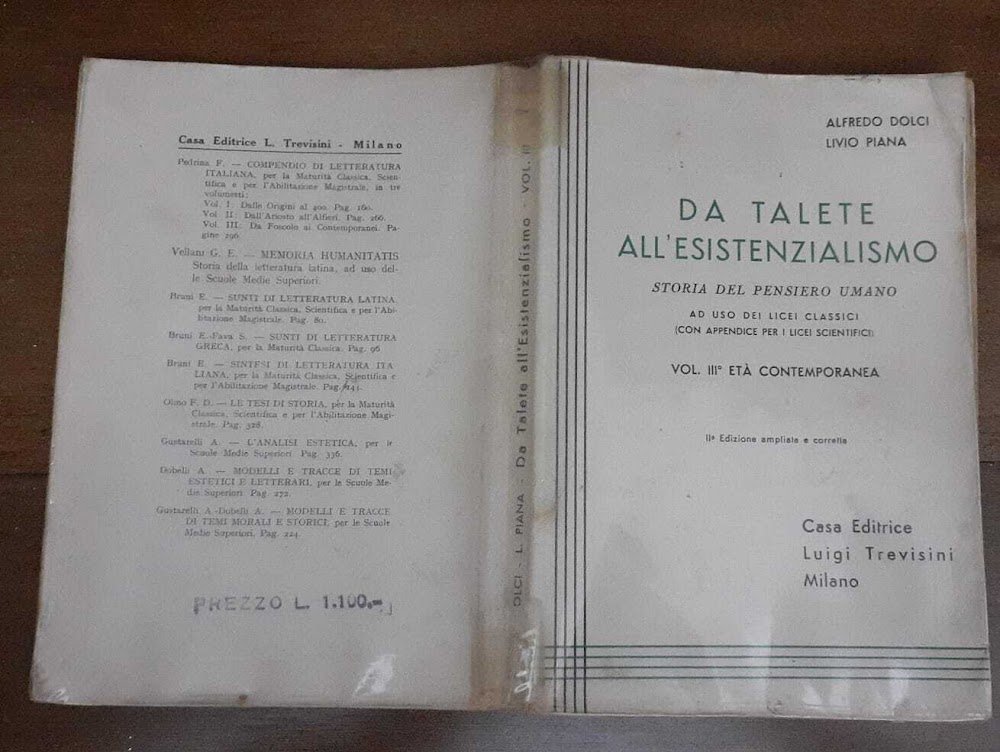 Casa Editrice L. Trevisini - Milano
Pedrina F. — COMPENDIO DI LETTERATURA
ITALIANA, per la Maturità Classica, Scien-
tifica e per l'Abilitazione Magistrale, in tre
volumetti:
Vol. I: Dalle Origini al 400. Pag. 160.
Vol. II: Dall'Ariosto all'Alfieri. Pag. 266.
Vol. III: Da Foscolo ai Contemporanei. Pa-
gine 296.
Vellani G. E. — MEMORIA HUMANITATIS
Storia della letteratura latina, ad uso del-
le Scuole Medie Superiori.
Bruni E. — SUNTI DI LETTERATURA LATINA,
per la Maturità Classica, Scientifica e per l'Abi-
litazione Magistrale. Pag. 80.
Bruni E.-Fava S. — SUNTI DI LETTERATURA
GRECA, per la Maturità Classica. Pag. 96
Bruni E. — SINTESI DI LETTERATURA ITA
LIANA, per la Maturità Classica, Scientifica e
per l'Abilitazione Magistrale. Pag. 244.
Olmo F. D. — LE TESI DI STORIA, per la Maturità
Classica, Scientifica e per l'Abilitazione Magi-
strale. Pag. 328.
Gustarelli A. — L'ANALISI ESTETICA, per le
Scuole Medie Superiori Pag. 336.
Dobelli A. — MODELLI E TRACCE DI TEMI
ESTETICI E LETTERARI, per le Scuole Me-
die Superiori Pag. 272.
Gustarelli A.-Dobelli A. — MODELLI E TRACCE
DI TEMI MORALI E STORICI, per le Scuole
Medie Superiori, Pag. 224.
PREZZO L. 1.100,-
OLCI - L. PIANA - Da Talete all'Esistenzialismo - VOL. III
ALFREDO DOLCI
LIVIO PIANA
DA TALETE
ALL'ESISTENZIALISMO
STORIA DEL PENSIERO UMANO
AD USO DEI LICEI CLASSICI
(CON APPENDICE PER I LICEI SCIENTIFICI)
VOL. III° ETÀ CONTEMPORANEA
IIª Edizione ampliata e corretta
Casa Editrice
Luigi Trevisini
Milano